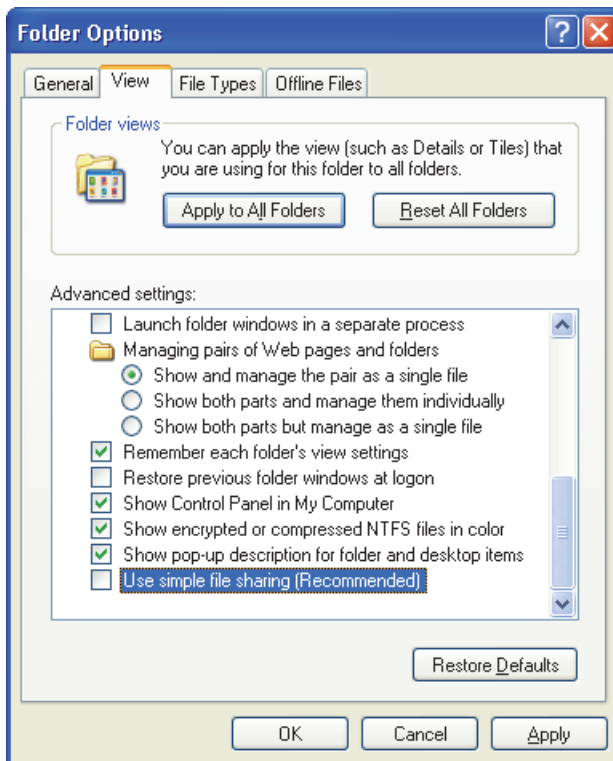 Folder Options
General View File Types Offline Files
Folder views
You can apply the view (such as Details or Tiles) that
you are using for this folder to all folders.
Apply to All Folders Reset All Folders
Advanced settings:
Launch folder windows in a separate process
Managing pairs of Web pages and folders
Show and manage the pair as a single file
Show both parts and manage them individually
Show both parts but manage as a single file
Remember each folder's view settings
Restore previous folder windows at logon
Show Control Panel in My Computer
Show encrypted or compressed NTFS files in color
Show pop-up description for folder and desktop items
Use simple file sharing (Recommended)
Restore Defaults
OK Cancel Apply